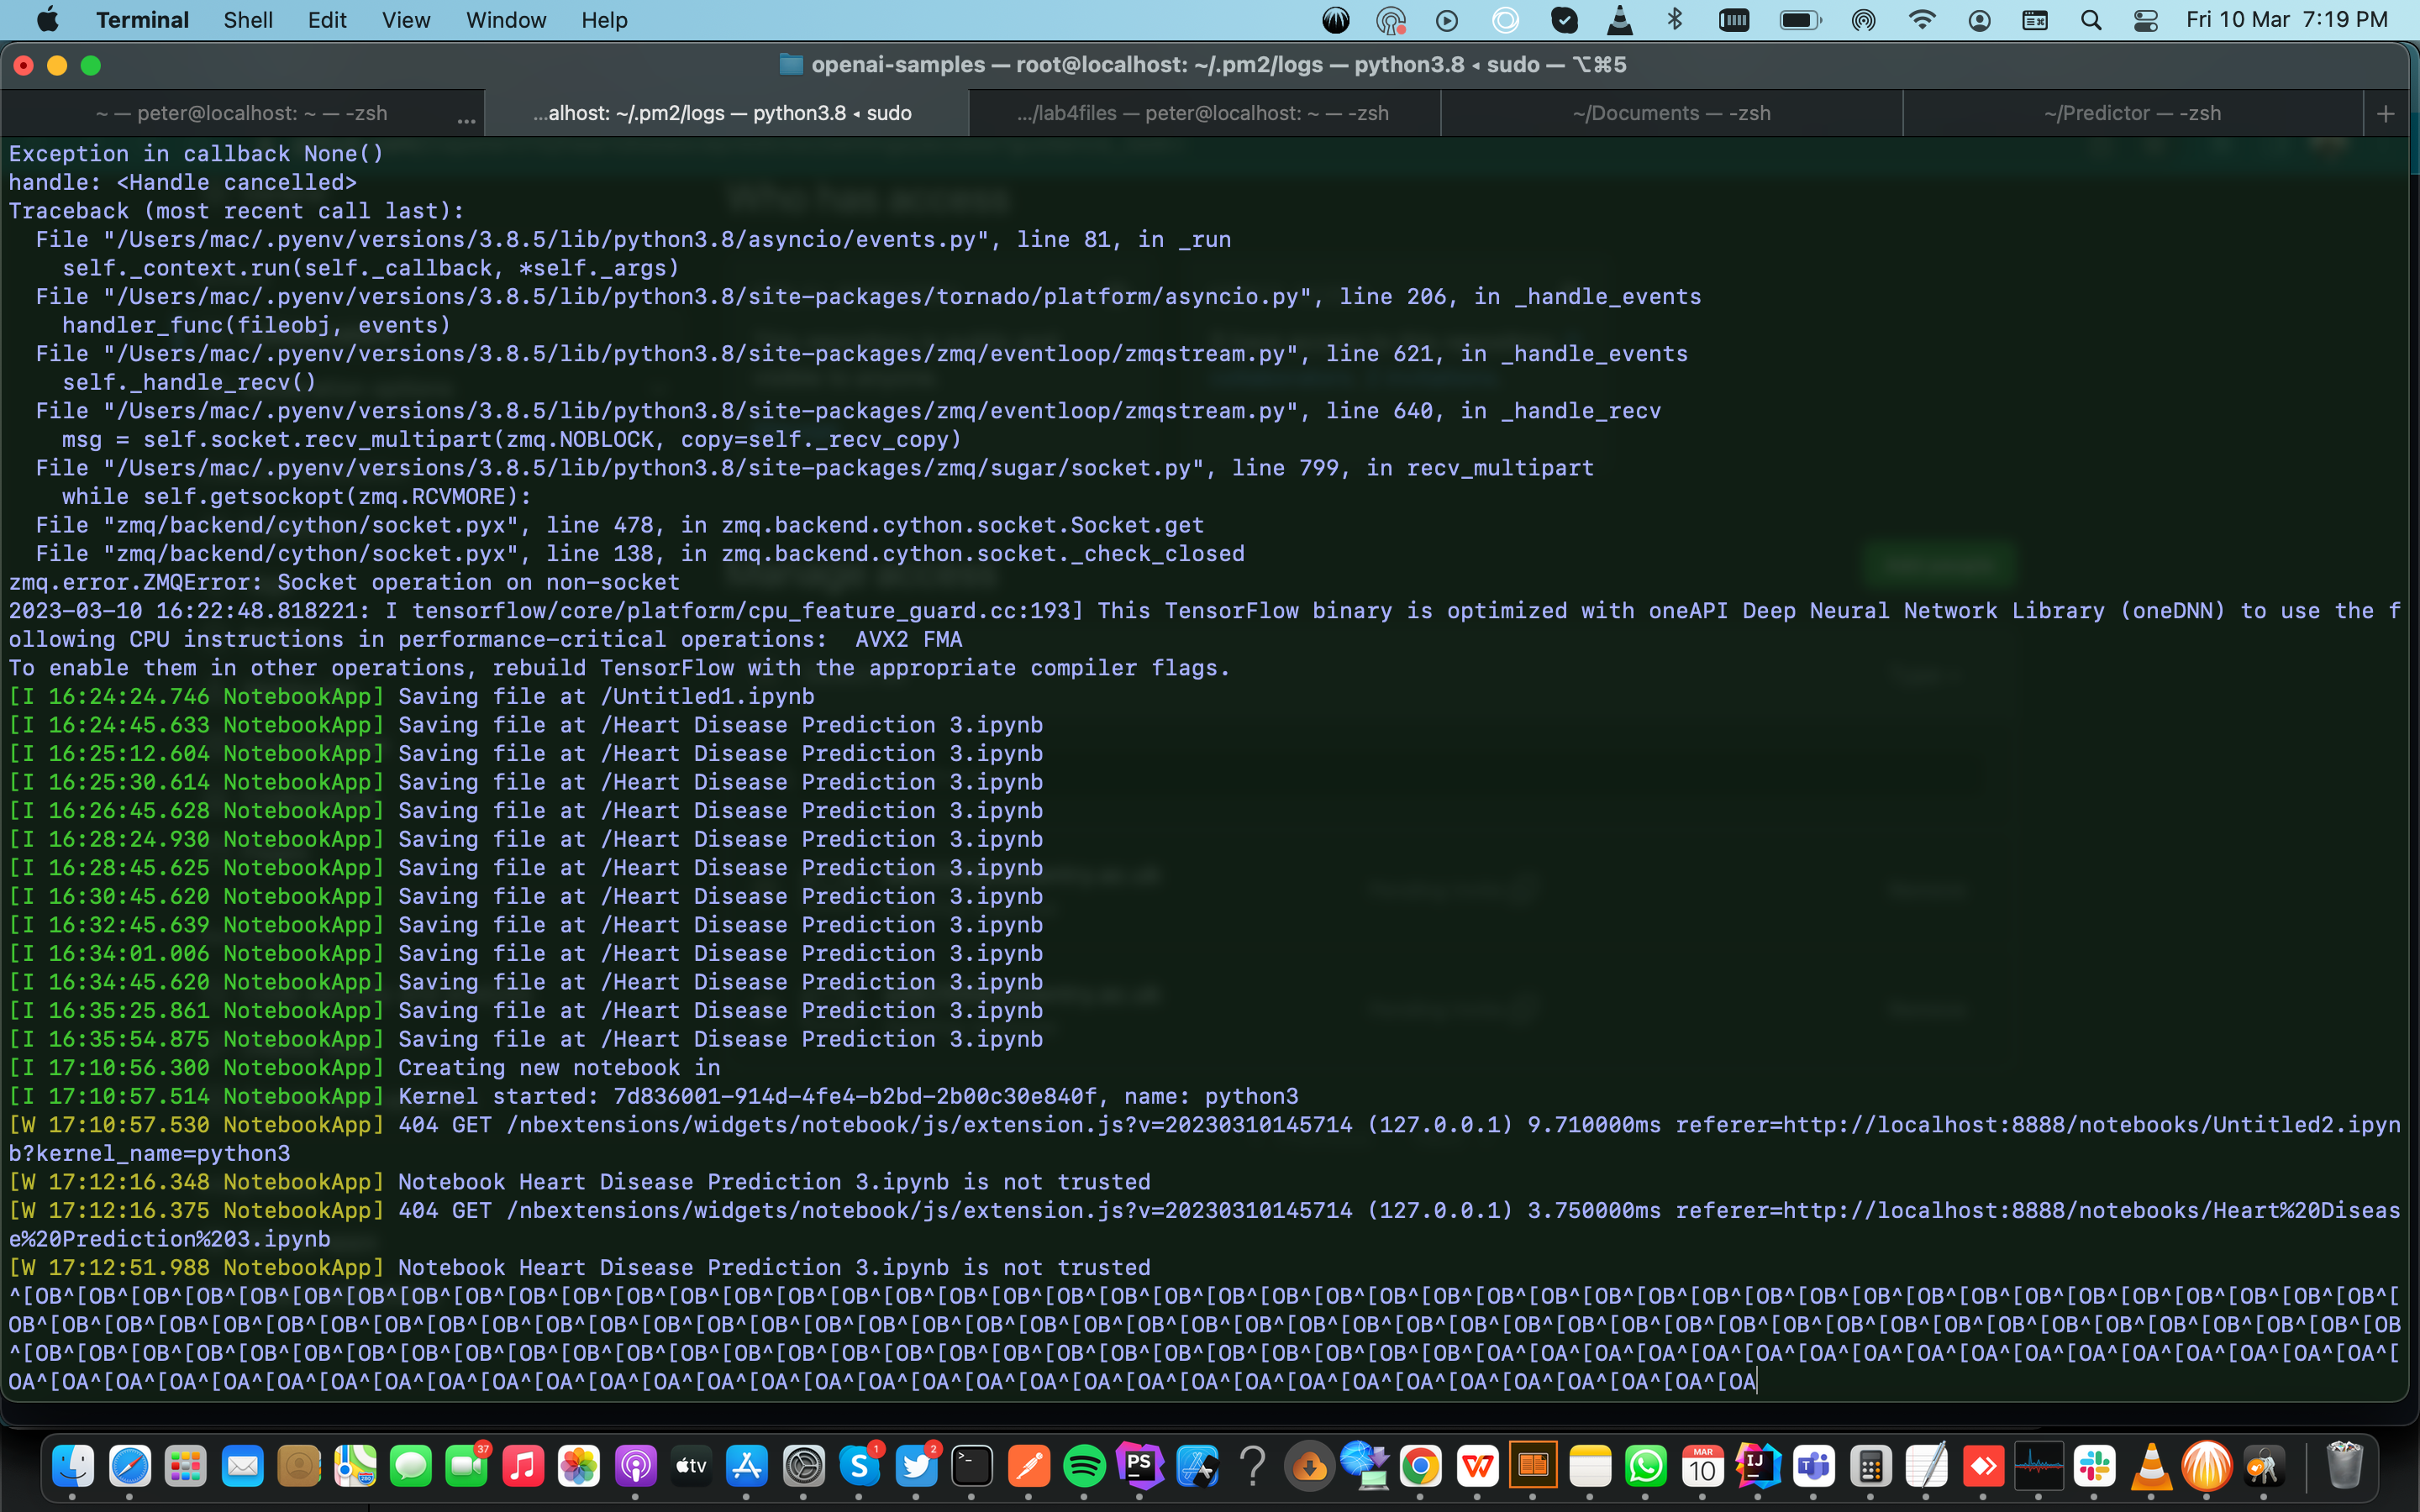 Terminal Shell Edit View Window Help Fri 10 Mar 7:19 PM
openai-samples — root@localhost: ~/.pm2/logs — python3.8 ◂ sudo — ⌥⌘5
~ — peter@localhost: ~ — -zsh ... ...alhost: ~/.pm2/logs — python3.8 ◂ sudo .../lab4files — peter@localhost: ~ — -zsh ~/Documents — -zsh ~/Predictor — -zsh +
Exception in callback None()
handle: <Handle cancelled>
Traceback (most recent call last):
  File "/Users/mac/.pyenv/versions/3.8.5/lib/python3.8/asyncio/events.py", line 81, in _run
    self._context.run(self._callback, *self._args)
  File "/Users/mac/.pyenv/versions/3.8.5/lib/python3.8/site-packages/tornado/platform/asyncio.py", line 206, in _handle_events
    handler_func(fileobj, events)
  File "/Users/mac/.pyenv/versions/3.8.5/lib/python3.8/site-packages/zmq/eventloop/zmqstream.py", line 621, in _handle_events
    self._handle_recv()
  File "/Users/mac/.pyenv/versions/3.8.5/lib/python3.8/site-packages/zmq/eventloop/zmqstream.py", line 640, in _handle_recv
    msg = self.socket.recv_multipart(zmq.NOBLOCK, copy=self._recv_copy)
  File "/Users/mac/.pyenv/versions/3.8.5/lib/python3.8/site-packages/zmq/sugar/socket.py", line 799, in recv_multipart
    while self.getsockopt(zmq.RCVMORE):
  File "zmq/backend/cython/socket.pyx", line 478, in zmq.backend.cython.socket.Socket.get
  File "zmq/backend/cython/socket.pyx", line 138, in zmq.backend.cython.socket._check_closed
zmq.error.ZMQError: Socket operation on non-socket
2023-03-10 16:22:48.818221: I tensorflow/core/platform/cpu_feature_guard.cc:193] This TensorFlow binary is optimized with oneAPI Deep Neural Network Library (oneDNN) to use the f
ollowing CPU instructions in performance-critical operations:  AVX2 FMA
To enable them in other operations, rebuild TensorFlow with the appropriate compiler flags.
[I 16:24:24.746 NotebookApp] Saving file at /Untitled1.ipynb
[I 16:24:45.633 NotebookApp] Saving file at /Heart Disease Prediction 3.ipynb
[I 16:25:12.604 NotebookApp] Saving file at /Heart Disease Prediction 3.ipynb
[I 16:25:30.614 NotebookApp] Saving file at /Heart Disease Prediction 3.ipynb
[I 16:26:45.628 NotebookApp] Saving file at /Heart Disease Prediction 3.ipynb
[I 16:28:24.930 NotebookApp] Saving file at /Heart Disease Prediction 3.ipynb
[I 16:28:45.625 NotebookApp] Saving file at /Heart Disease Prediction 3.ipynb
[I 16:30:45.620 NotebookApp] Saving file at /Heart Disease Prediction 3.ipynb
[I 16:32:45.639 NotebookApp] Saving file at /Heart Disease Prediction 3.ipynb
[I 16:34:01.006 NotebookApp] Saving file at /Heart Disease Prediction 3.ipynb
[I 16:34:45.620 NotebookApp] Saving file at /Heart Disease Prediction 3.ipynb
[I 16:35:25.861 NotebookApp] Saving file at /Heart Disease Prediction 3.ipynb
[I 16:35:54.875 NotebookApp] Saving file at /Heart Disease Prediction 3.ipynb
[I 17:10:56.300 NotebookApp] Creating new notebook in
[I 17:10:57.514 NotebookApp] Kernel started: 7d836001-914d-4fe4-b2bd-2b00c30e840f, name: python3
[W 17:10:57.530 NotebookApp] 404 GET /nbextensions/widgets/notebook/js/extension.js?v=20230310145714 (127.0.0.1) 9.710000ms referer=http://localhost:8888/notebooks/Untitled2.ipyn
b?kernel_name=python3
[W 17:12:16.348 NotebookApp] Notebook Heart Disease Prediction 3.ipynb is not trusted
[W 17:12:16.375 NotebookApp] 404 GET /nbextensions/widgets/notebook/js/extension.js?v=20230310145714 (127.0.0.1) 3.750000ms referer=http://localhost:8888/notebooks/Heart%20Diseas
e%20Prediction%203.ipynb
[W 17:12:51.988 NotebookApp] Notebook Heart Disease Prediction 3.ipynb is not trusted
^[OB^[OB^[OB^[OB^[OB^[OB^[OB^[OB^[OB^[OB^[OB^[OB^[OB^[OB^[OB^[OB^[OB^[OB^[OB^[OB^[OB^[OB^[OB^[OB^[OB^[OB^[OB^[OB^[OB^[OB^[OB^[OB^[OB^[OB^[OB^[OB^[OB^[OB^[OB^[OB^[OB^[OB^[OB^[OB^[
OB^[OB^[OB^[OB^[OB^[OB^[OB^[OB^[OB^[OB^[OB^[OB^[OB^[OB^[OB^[OB^[OB^[OB^[OB^[OB^[OB^[OB^[OB^[OB^[OB^[OB^[OB^[OB^[OB^[OB^[OB^[OB^[OB^[OB^[OB^[OB^[OB^[OB^[OB^[OB^[OB^[OB^[OB^[OB^[OB
^[OB^[OB^[OB^[OB^[OB^[OB^[OB^[OB^[OB^[OB^[OB^[OB^[OB^[OB^[OB^[OB^[OB^[OB^[OB^[OB^[OB^[OB^[OB^[OB^[OB^[OB^[OB^[OA^[OA^[OA^[OA^[OA^[OA^[OA^[OA^[OA^[OA^[OA^[OA^[OA^[OA^[OA^[OA^[OA^[
OA^[OA^[OA^[OA^[OA^[OA^[OA^[OA^[OA^[OA^[OA^[OA^[OA^[OA^[OA^[OA^[OA^[OA^[OA^[OA^[OA^[OA^[OA^[OA^[OA^[OA^[OA^[OA^[OA^[OA^[OA^[OA^[OA
37 tv 1 2 PS MAR 10 IJ